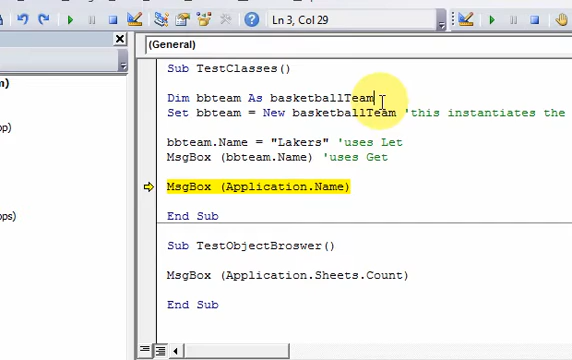 Ln 3, Col 29
(General)
Sub TestClasses()
Dim bbteam As basketballTeam
Set bbteam = New basketballTeam 'this instantiates the
bbteam.Name = "Lakers" 'uses Let
MsgBox (bbteam.Name) 'uses Get
MsgBox (Application.Name)
End Sub
Sub TestObjectBroswer()
MsgBox (Application.Sheets.Count)
End Sub
m)
op)
ops)